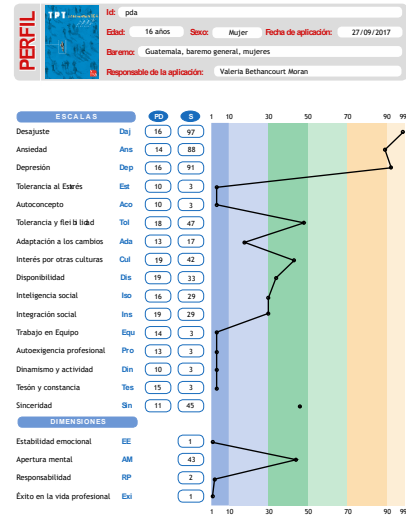 PERFIL
TPT
Id: pda
Edad: 16 años Sexo: Mujer Fecha de aplicación: 27/09/2017
Baremo: Guatemala, baremo general, mujeres
Responsable de la aplicación: Valeria Bethancourt Moran
ESCALAS PD S 1 10 30 50 70 90 99
Desajuste Daj 16 97
Ansiedad Ans 14 88
Depresión Dep 16 91
Tolerancia al Estrés Est 10 3
Autoconcepto Aco 10 3
Tolerancia y fleibilidad Tol 18 47
Adaptación a los cambios Ada 13 17
Interés por otras culturas Cul 19 42
Disponibilidad Dis 19 33
Inteligencia social Iso 16 29
Integración social Ins 19 29
Trabajo en Equipo Equ 14 3
Autoexigencia profesional Pro 13 3
Dinamismo y actividad Din 10 3
Tesón y constancia Tes 15 3
Sinceridad Sin 11 45
DIMENSIONES
Estabilidad emocional EE 1
Apertura mental AM 43
Responsabilidad RP 2
Éxito en la vida profesional Exi 1
1 10 30 50 70 90 99